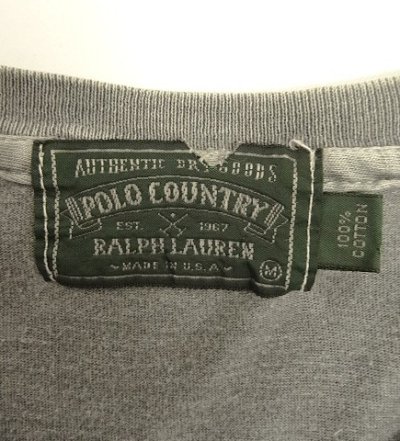 AUTHENTIC DRY GOODS
POLO COUNTRY
EST. 1967
RALPH LAUREN
~MADE IN U.S.A~
M
100%
COTTON